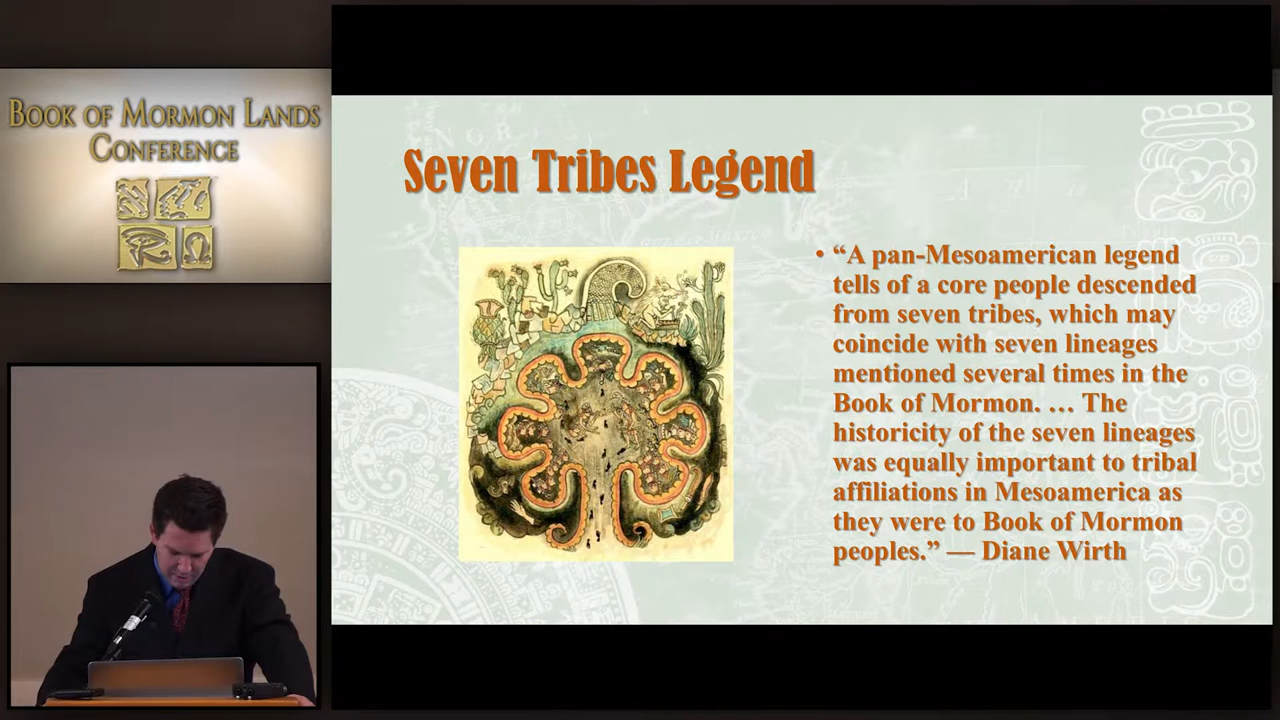 BOOK OF MORMON LANDS
CONFERENCE
Seven Tribes Legend
• “A pan-Mesoamerican legend
tells of a core people descended
from seven tribes, which may
coincide with seven lineages
mentioned several times in the
Book of Mormon. … The
historicity of the seven lineages
was equally important to tribal
affiliations in Mesoamerica as
they were to Book of Mormon
peoples.” — Diane Wirth